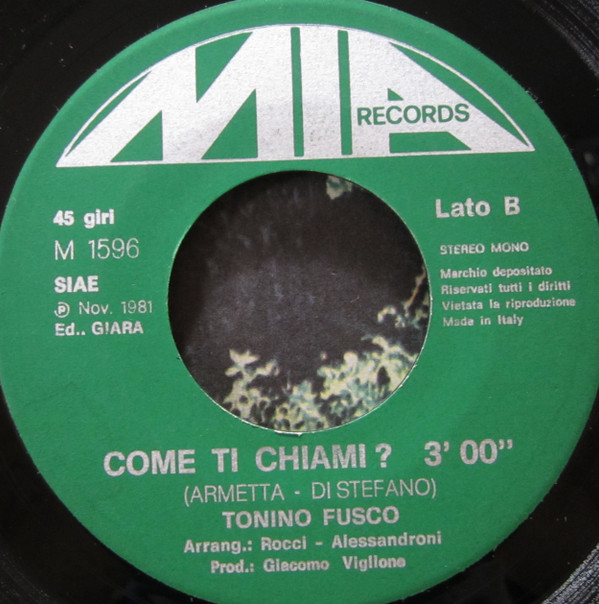 MIA
RECORDS
45 giri
M 1596
SIAE
℗ Nov. 1981
Ed.. GIARA
Lato B
STEREO MONO
Marchio depositato
Riservati tutti i diritti
Vietata la riproduzione
Made in Italy
COME TI CHIAMI? 3' 00"
(ARMETTA - DI STEFANO)
TONINO FUSCO
Arrang.: Rocci - Alessandroni
Prod.: Giacomo Viglione